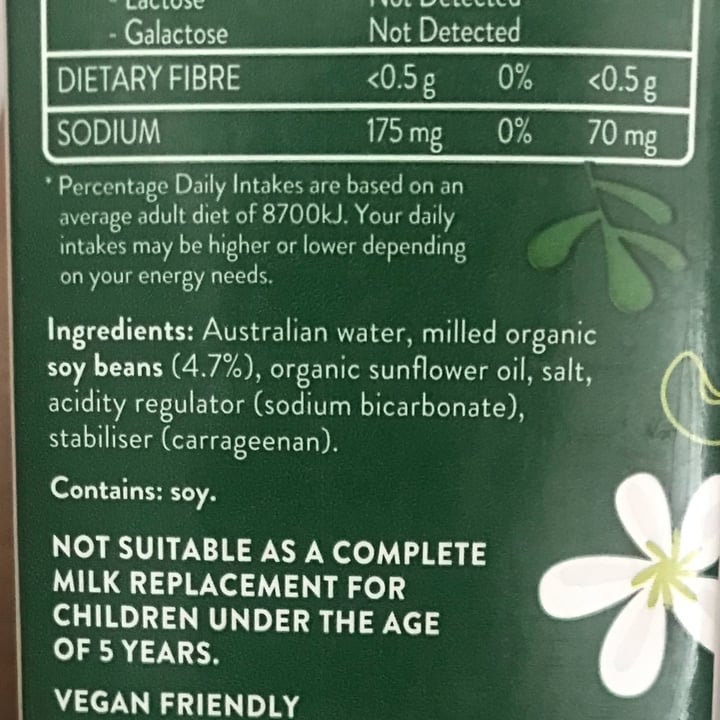 - Lactose Not Detected
- Galactose Not Detected
DIETARY FIBRE <0.5 g 0% <0.5 g
SODIUM 175 mg 0% 70 mg
* Percentage Daily Intakes are based on an
average adult diet of 8700kJ. Your daily
intakes may be higher or lower depending
on your energy needs.
Ingredients: Australian water, milled organic
soy beans (4.7%), organic sunflower oil, salt,
acidity regulator (sodium bicarbonate),
stabiliser (carrageenan).
Contains: soy.
NOT SUITABLE AS A COMPLETE
MILK REPLACEMENT FOR
CHILDREN UNDER THE AGE
OF 5 YEARS.
VEGAN FRIENDLY